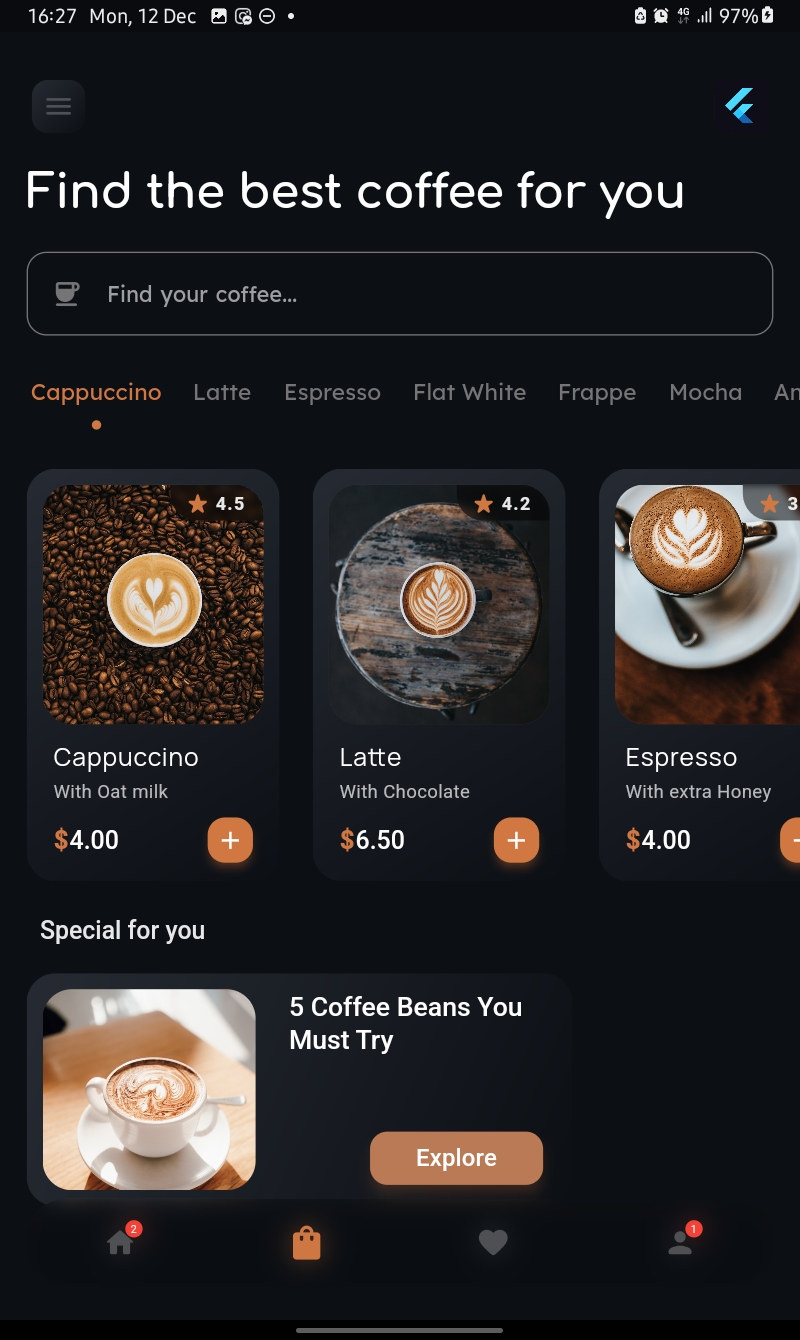 16:27 Mon, 12 Dec 4G 97%
Find the best coffee for you
Find your coffee...
Cappuccino Latte Espresso Flat White Frappe Mocha An
4.5 4.2 3
Cappuccino
With Oat milk
$4.00
Latte
With Chocolate
$6.50
Espresso
With extra Honey
$4.00
Special for you
5 Coffee Beans You
Must Try
Explore
2 1